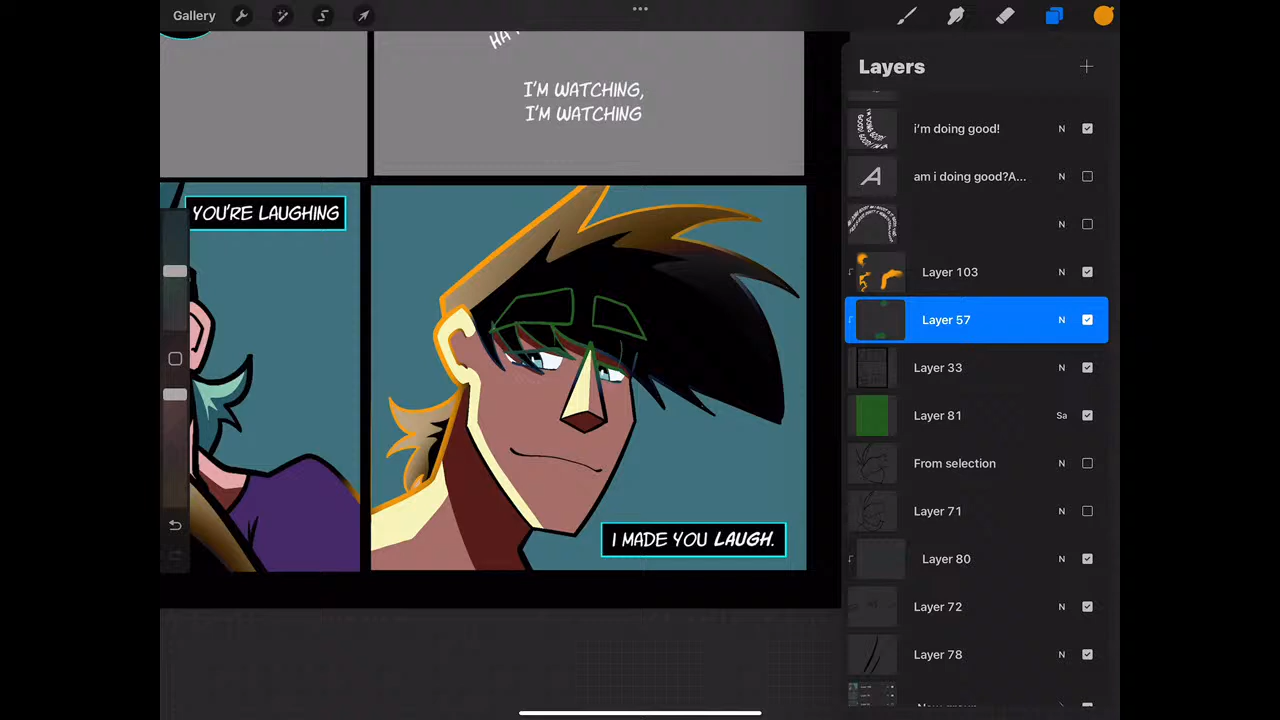 Gallery
HA
I'M WATCHING,
I'M WATCHING
YOU'RE LAUGHING
I MADE YOU LAUGH.
Layers
i'm doing good! N
A am i doing good?A... N
N
Layer 103 N
Layer 57 N
Layer 33 N
Layer 81 Sa
From selection N
Layer 71 N
Layer 80 N
Layer 72 N
Layer 78 N